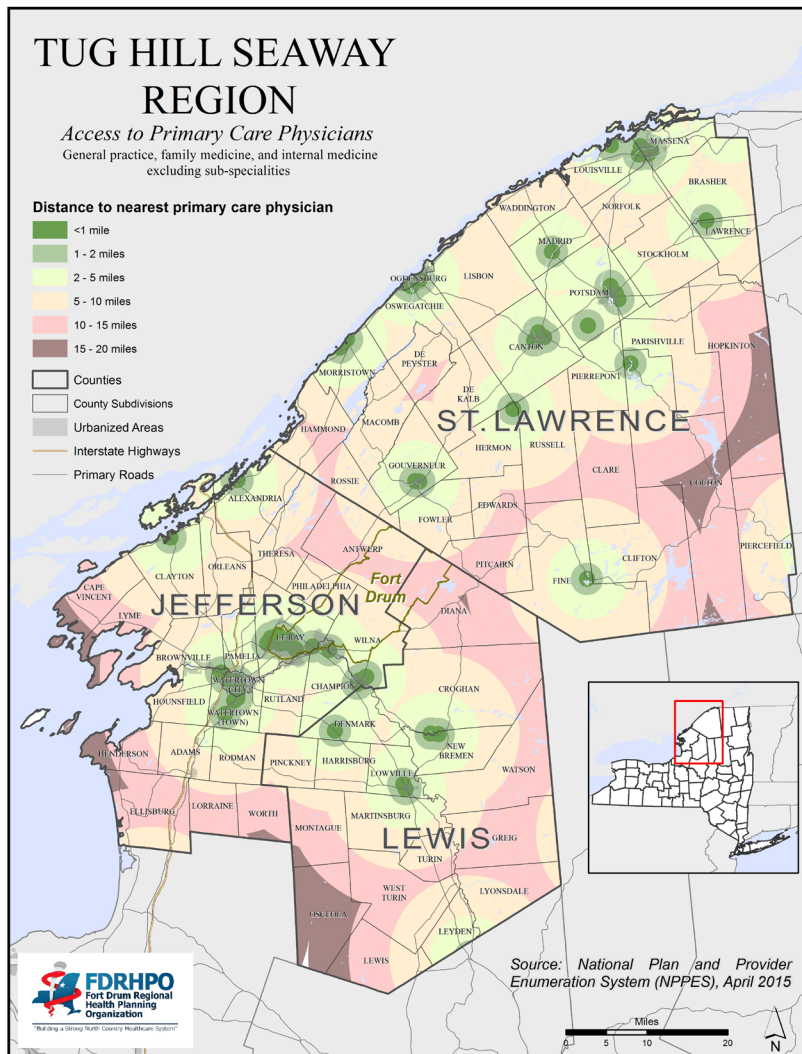 TUG HILL SEAWAY
REGION
Access to Primary Care Physicians
General practice, family medicine, and internal medicine
excluding sub-specialities
Distance to nearest primary care physician
<1 mile
1 - 2 miles
2 - 5 miles
5 - 10 miles
10 - 15 miles
15 - 20 miles
Counties
County Subdivisions
Urbanized Areas
Interstate Highways
Primary Roads
MASSENA
LOUISVILLE
BRASHER
NORFOLK
WADDINGTON
LAWRENCE
MADRID
STOCKHOLM
LISBON
OGDENSBURG
POTSDAM
OSWEGATCHIE
CANTON
PARISHVILLE
HOPKINTON
DE
PEYSTER
MORRISTOWN
PIERREPONT
DE
KALB
MACOMB
HAMMOND
ST. LAWRENCE
RUSSELL
HERMON
GOUVERNEUR
CLARE
ROSSIE
COLTON
ALEXANDRIA
EDWARDS
FOWLER
PIERCEFIELD
ANTWERP
THERESA
CLIFTON
PITCAIRN
ORLEANS
CLAYTON
FINE
PHILADELPHIA
Fort
Drum
CAPE
VINCENT
JEFFERSON
DIANA
LYME
LE RAY
WILNA
BROWNVILLE
PAMELIA
WATERTOWN
(CITY)
CHAMPION
CROGHAN
HOUNSFIELD
RUTLAND
WATERTOWN
(TOWN)
DENMARK
NEW
BREMEN
HENDERSON
ADAMS
RODMAN
PINCKNEY
HARRISBURG
WATSON
LOWVILLE
LORRAINE
ELLISBURG
WORTH
MARTINSBURG
MONTAGUE
LEWIS
GREIG
TURIN
WEST
TURIN
LYONSDALE
OSCEOLA
LEYDEN
LEWIS
FDRHPO
Fort Drum Regional
Health Planning
Organization
"Building a Strong North Country Healthcare System"
Source: National Plan and Provider
Enumeration System (NPPES), April 2015
Miles
0 5 10 20
N